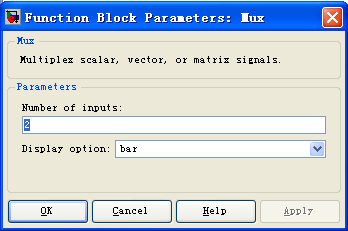 Function Block Parameters: Mux
Mux
Multiplex scalar, vector, or matrix signals.
Parameters
Number of inputs:
2
Display option: bar
OK Cancel Help Apply